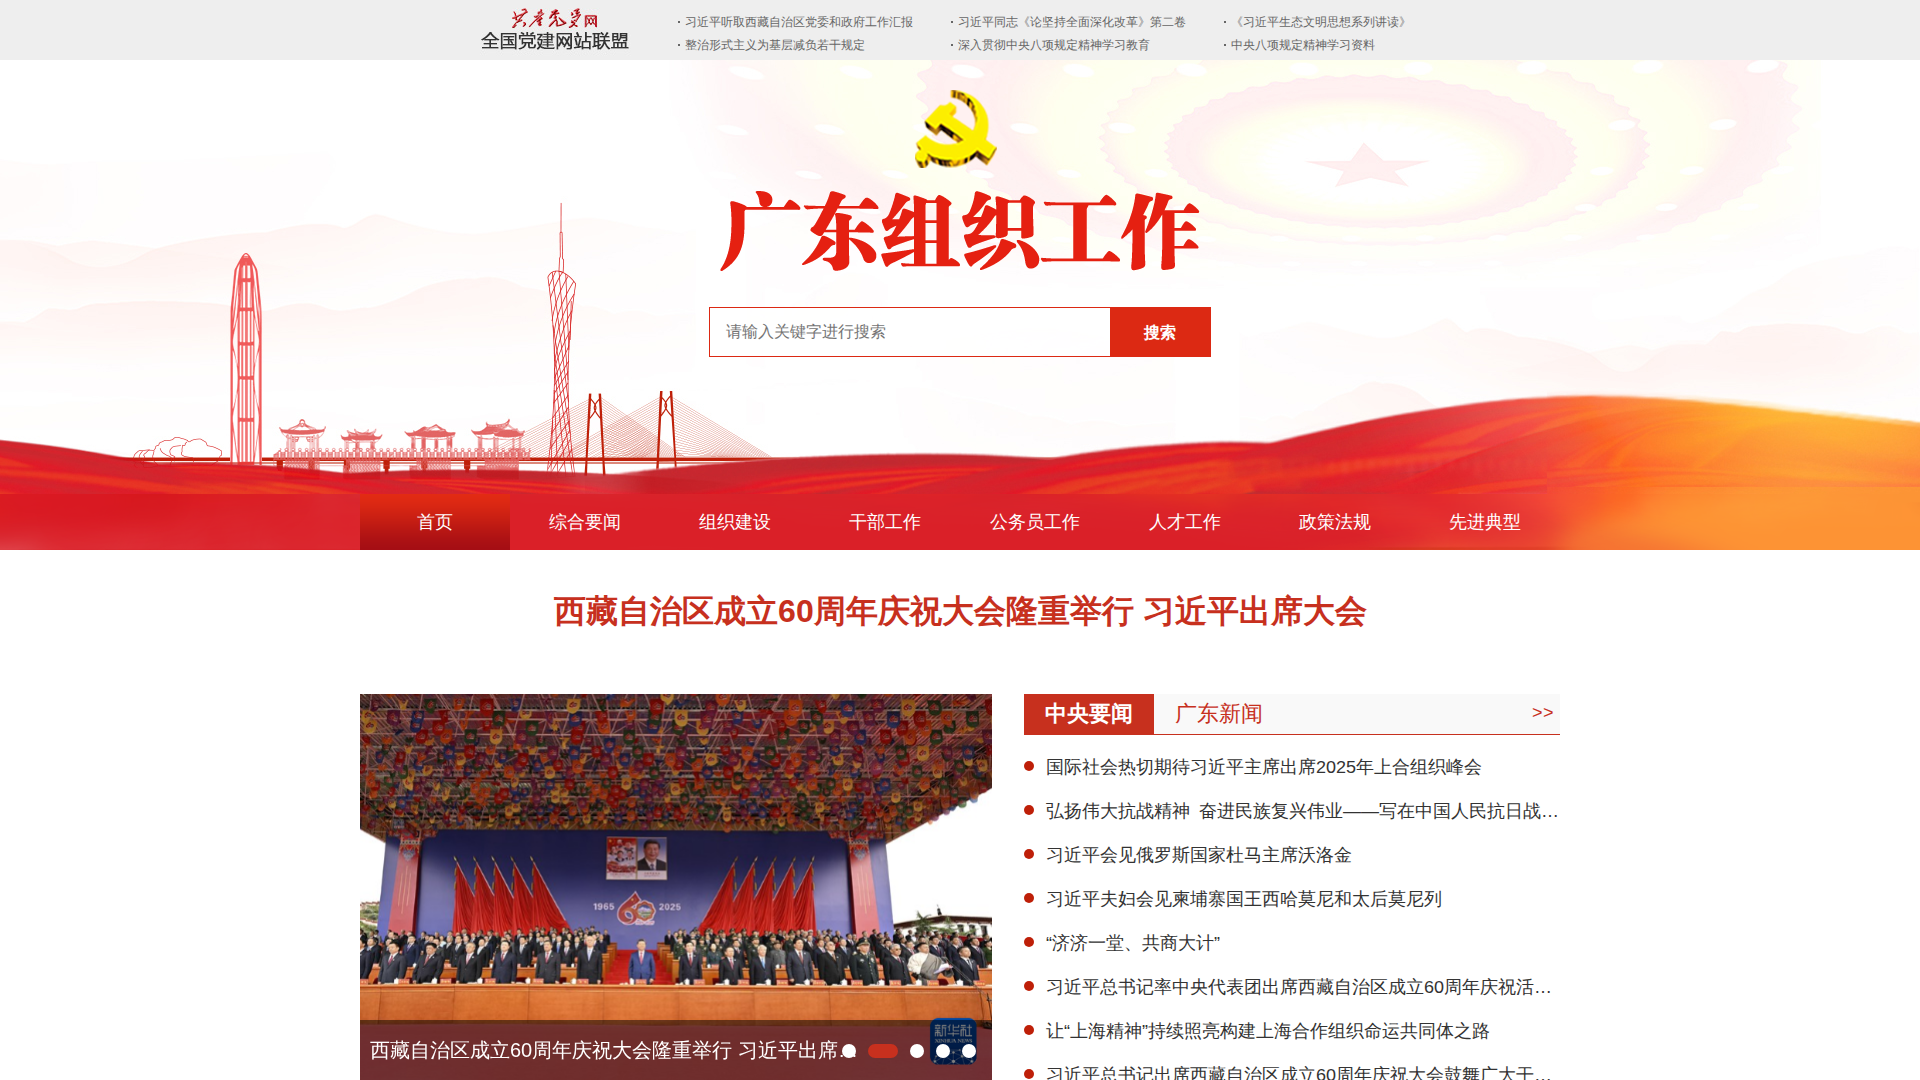 共产党员网
全国党建网站联盟
· 习近平听取西藏自治区党委和政府工作汇报
· 习近平同志《论坚持全面深化改革》第二卷
· 《习近平生态文明思想系列讲读》
· 整治形式主义为基层减负若干规定
· 深入贯彻中央八项规定精神学习教育
· 中央八项规定精神学习资料
广东组织工作
请输入关键字进行搜索
搜索
首页 综合要闻 组织建设 干部工作 公务员工作 人才工作 政策法规 先进典型
西藏自治区成立60周年庆祝大会隆重举行 习近平出席大会
1965 60 2025
新华社
XINHUA NEWS
西藏自治区成立60周年庆祝大会隆重举行 习近平出席…
中央要闻 广东新闻 >>
国际社会热切期待习近平主席出席2025年上合组织峰会
弘扬伟大抗战精神 奋进民族复兴伟业——写在中国人民抗日战…
习近平会见俄罗斯国家杜马主席沃洛金
习近平夫妇会见柬埔寨国王西哈莫尼和太后莫尼列
“济济一堂、共商大计”
习近平总书记率中央代表团出席西藏自治区成立60周年庆祝活…
让“上海精神”持续照亮构建上海合作组织命运共同体之路
习近平总书记出席西藏自治区成立60周年庆祝大会鼓舞广大干…